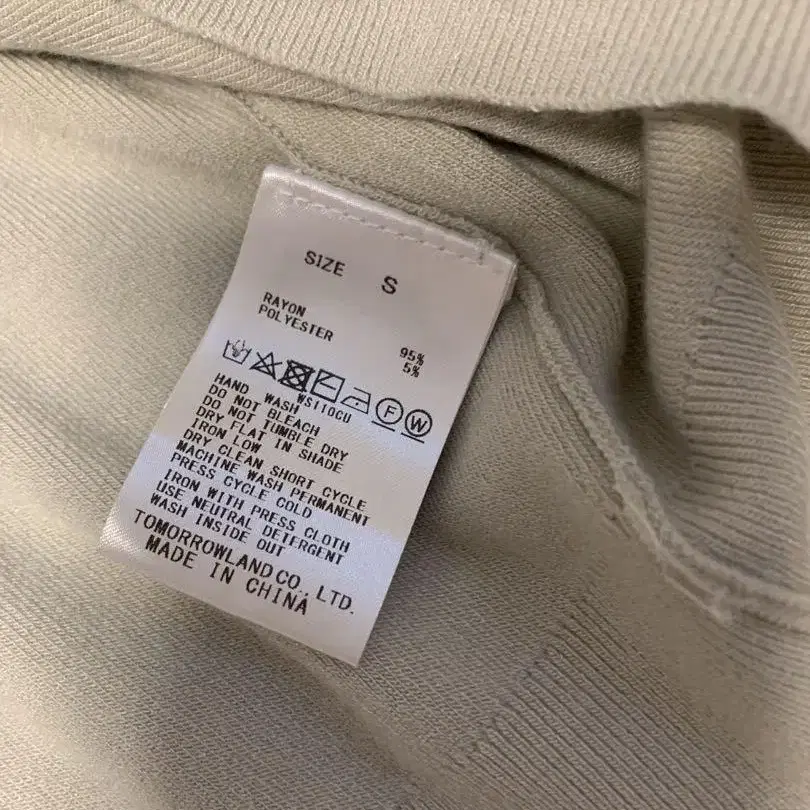 SIZE S
RAYON 95%
POLYESTER 5%
F W
WS110CU
HAND WASH
DO NOT BLEACH
DO NOT TUMBLE DRY
DRY FLAT IN SHADE
IRON LOW
DRY CLEAN SHORT CYCLE
MACHINE WASH PERMANENT
PRESS CYCLE COLD
IRON WITH PRESS CLOTH
USE NEUTRAL DETERGENT
WASH INSIDE OUT
TOMORROWLAND CO., LTD.
MADE IN CHINA